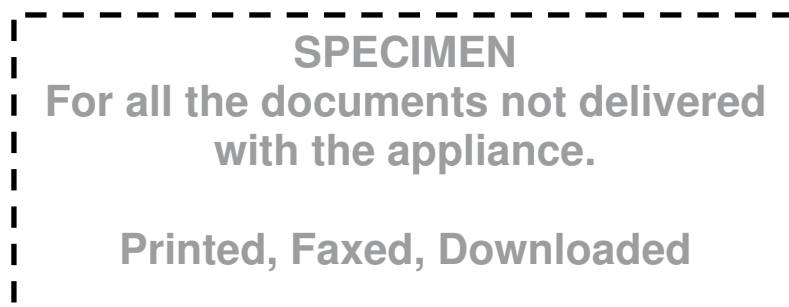 SPECIMEN
For all the documents not delivered
with the appliance.
Printed, Faxed, Downloaded